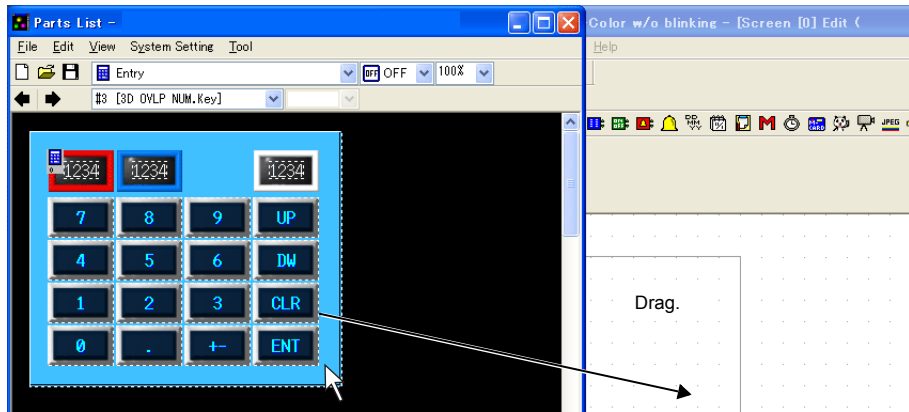 Parts List -
Color w/o blinking - [Screen [0] Edit (
File Edit View System Setting Tool
Help
Entry
OFF OFF
100%
#3 [3D OVLP NUM.Key]
1234 1234 1234
7 8 9 UP
4 5 6 DW
1 2 3 CLR
0 . +- ENT
Drag.
M
JPEG